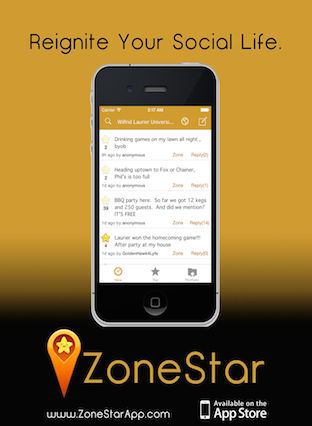 Reignite Your Social Life.
Carrier
9:17 AM
Wilfrid Laurier Universi...
Drinking games on my lawn all night ,
byob
2
9h ago by anonymous Zone Reply(2)
Heading uptown to Fox or Chainer,
Phil's is too full
2
1d ago by anonymous Zone Reply(1)
BBQ party here. So far we got 12 kegs
and 250 guests. And did we mention?
IT'S FREE
39
1d ago by anonymous Zone Reply(14)
Laurier won the homecoming game!!!
After party at my house
4
1d ago by GoldenHawk4Lyfe Zone Reply(0)
New Top Portfolio
ZoneStar
www.ZoneStarApp.com
Available on the
App Store